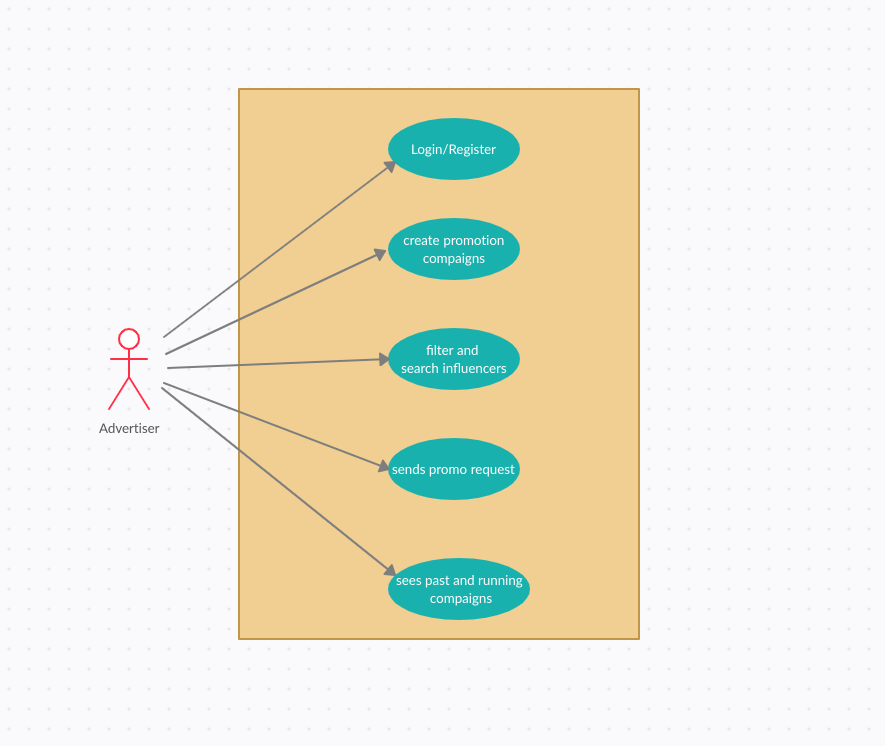 Login/Register
create promotion
compaigns
filter and
search influencers
Advertiser
sends promo request
sees past and running
compaigns